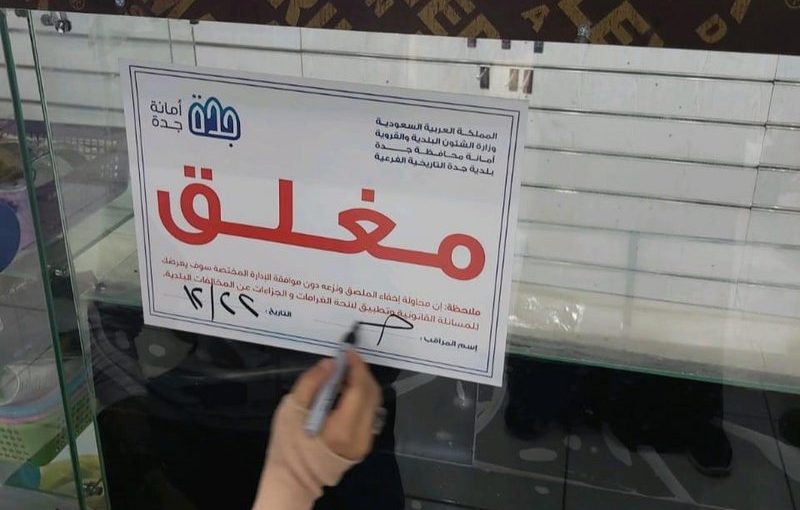 أمانة
جدة
جدة
المملكة العربية السعودية
وزارة الشئون البلدية والقروية
أمانة محافظة جدة
بلدية جدة التاريخية الفرعية
مغلق
ملاحظة: إن محاولة إخفاء الملصق ونزعه دون موافقة الإدارة المختصة سوف يعرضك
للمسائلة القانونية وتطبيق لائحة الغرامات و الجزاءات عن المخالفات البلدية.
إسم المراقب :
التاريخ : ١٢/٢٢